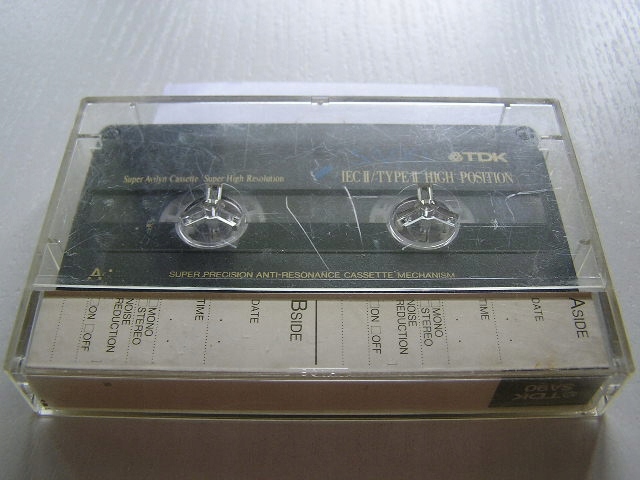 TDK
Super Avilyn Cassette Super High Resolution
IEC II/TYPE II HIGH POSITION
A
SUPER PRECISION ANTI-RESONANCE CASSETTE MECHANISM
A SIDE
DATE
TIME
MONO
STEREO
NOISE
REDUCTION
ON OFF
B SIDE
DATE
TIME
MONO
STEREO
NOISE
REDUCTION
ON OFF
TDK
SA90